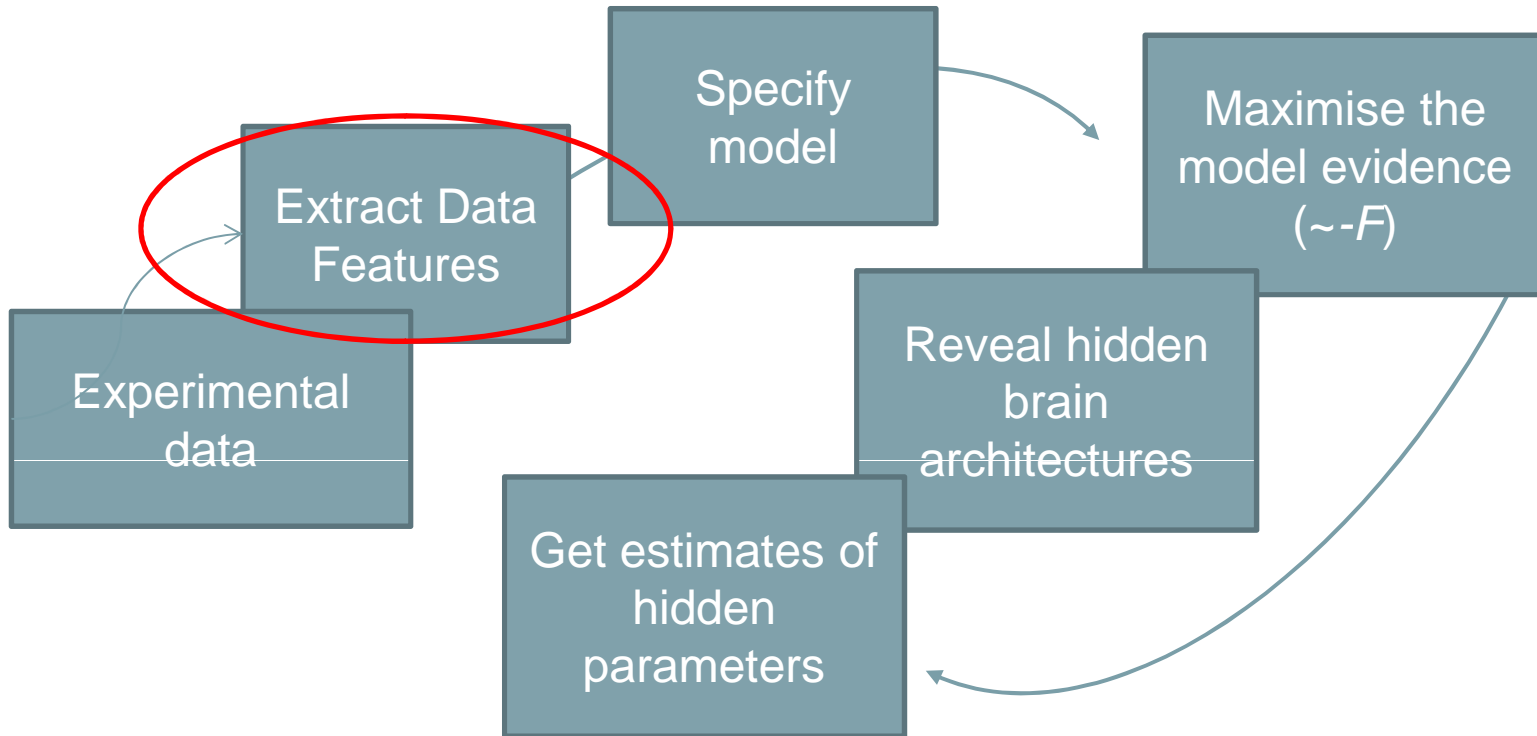 Experimental
data
Extract Data
Features
Specify
model
Maximise the
model evidence
(~-F)
Reveal hidden
brain
architectures
Get estimates of
hidden
parameters